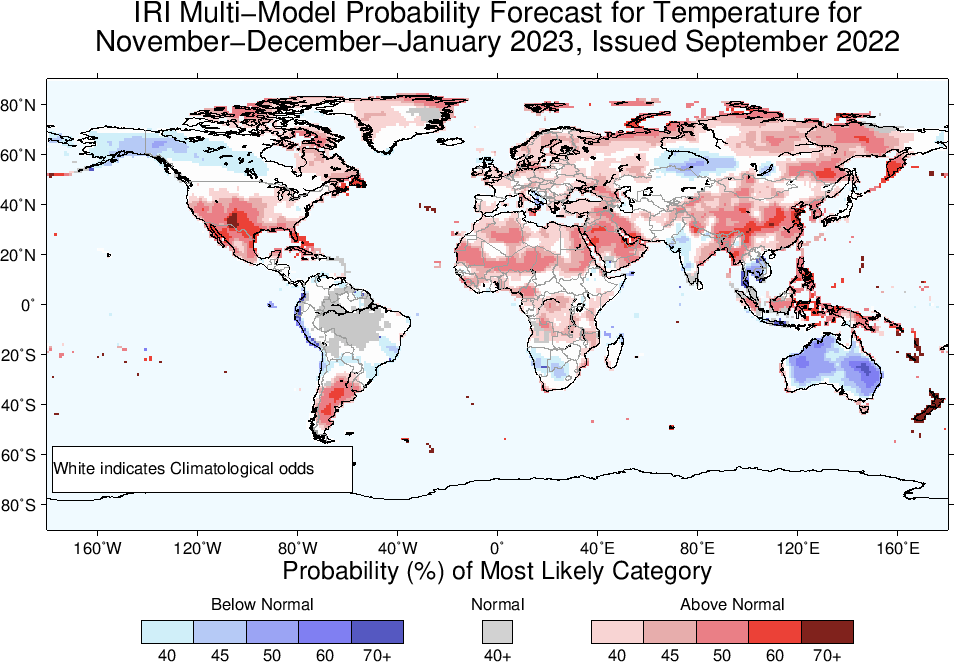 IRI Multi−Model Probability Forecast for Temperature for
November−December−January 2023, Issued September 2022
80˚N
60˚N
40˚N
20˚N
0˚
20˚S
40˚S
60˚S
80˚S
White indicates Climatological odds
160˚W 120˚W 80˚W 40˚W 0˚ 40˚E 80˚E 120˚E 160˚E
Probability (%) of Most Likely Category
Below Normal Normal Above Normal
40 45 50 60 70+ 40+ 40 45 50 60 70+